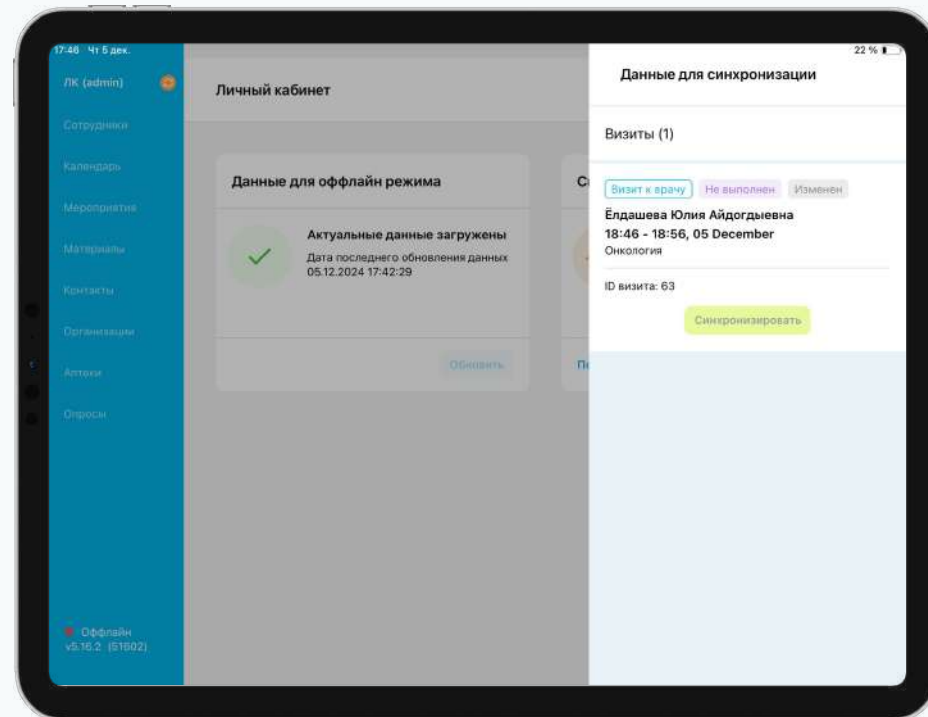 17:46 Чт 5 дек.
22 %
ЛК (admin)
Сотрудники
Календарь
Мероприятия
Материалы
Контакты
Организации
Аптеки
Опросы
Оффлайн
v5.16.2 (51602)
Личный кабинет
Данные для оффлайн режима
Актуальные данные загружены
Дата последнего обновления данных
05.12.2024 17:42:29
Обновить
Данные для синхронизации
Визиты (1)
Визит к врачу Не выполнен Изменен
Ёлдашева Юлия Айдогдыевна
18:46 - 18:56, 05 December
Онкология
ID визита: 63
Синхронизировать